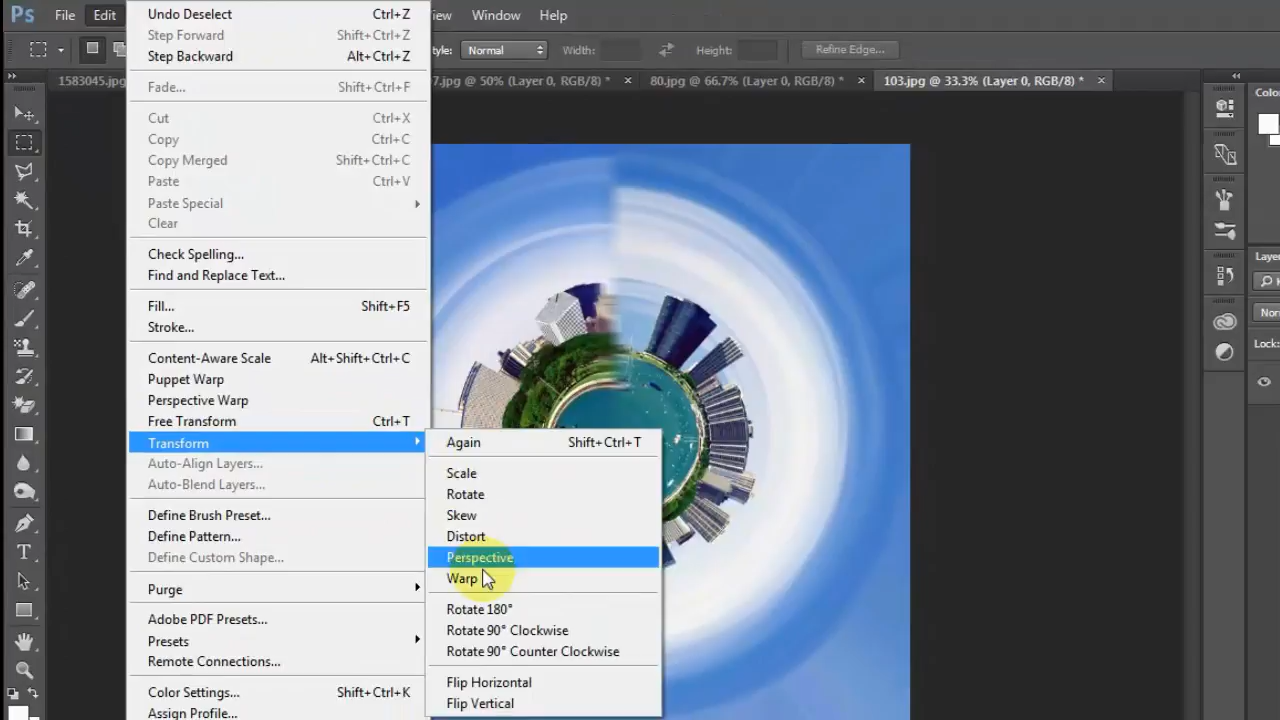 Ps File Edit iew Window Help
tyle: Normal Width: Height: Refine Edge...
1583045.jpg 7.jpg @ 50% (Layer 0, RGB/8) * × 80.jpg @ 66.7% (Layer 0, RGB/8) * × 103.jpg @ 33.3% (Layer 0, RGB/8) * ×
Undo Deselect Ctrl+Z
Step Forward Shift+Ctrl+Z
Step Backward Alt+Ctrl+Z
Fade... Shift+Ctrl+F
Cut Ctrl+X
Copy Ctrl+C
Copy Merged Shift+Ctrl+C
Paste Ctrl+V
Paste Special
Clear
Check Spelling...
Find and Replace Text...
Fill... Shift+F5
Stroke...
Content-Aware Scale Alt+Shift+Ctrl+C
Puppet Warp
Perspective Warp
Free Transform Ctrl+T
Transform
Auto-Align Layers...
Auto-Blend Layers...
Define Brush Preset...
Define Pattern...
Define Custom Shape...
Purge
Adobe PDF Presets...
Presets
Remote Connections...
Color Settings... Shift+Ctrl+K
Assign Profile...
Again Shift+Ctrl+T
Scale
Rotate
Skew
Distort
Perspective
Warp
Rotate 180°
Rotate 90° Clockwise
Rotate 90° Counter Clockwise
Flip Horizontal
Flip Vertical
Colo
Laye
Nor
Lock: